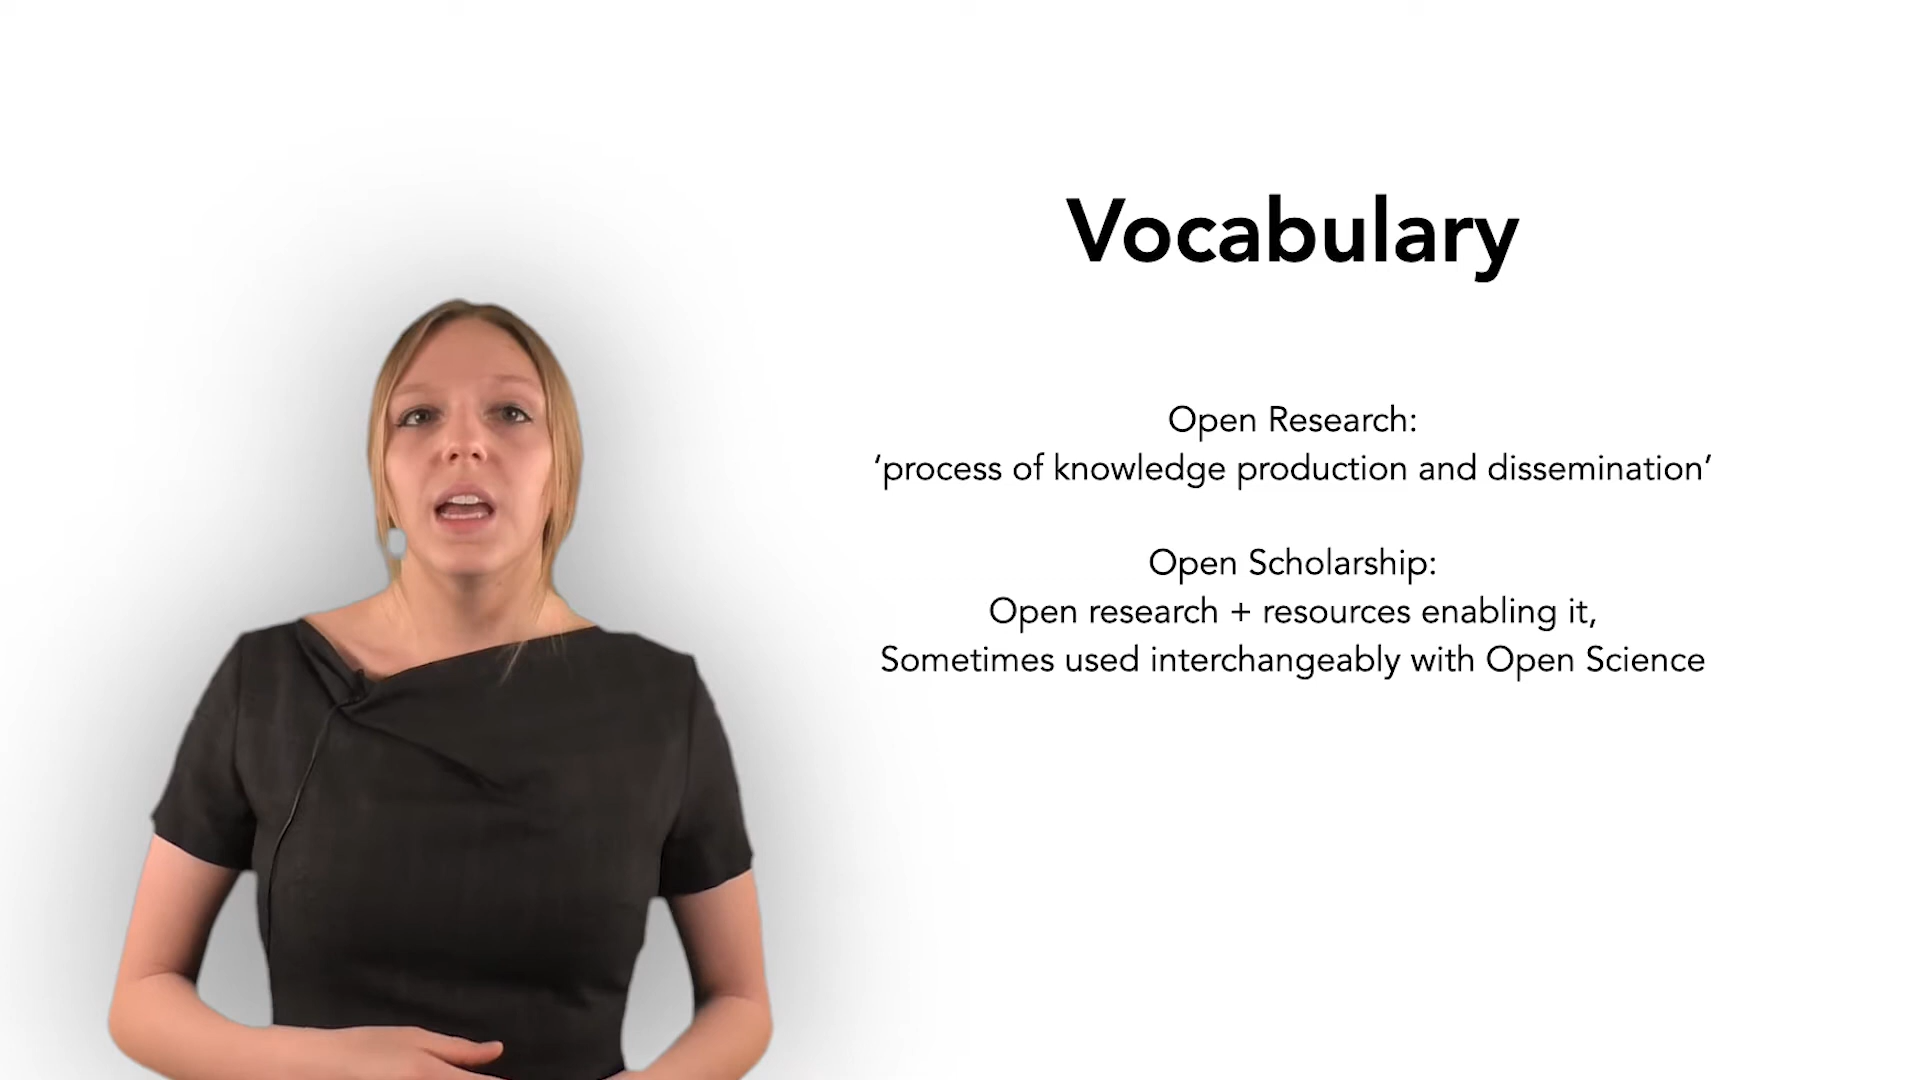 Vocabulary
Open Research:
‘process of knowledge production and dissemination’
Open Scholarship:
Open research + resources enabling it,
Sometimes used interchangeably with Open Science